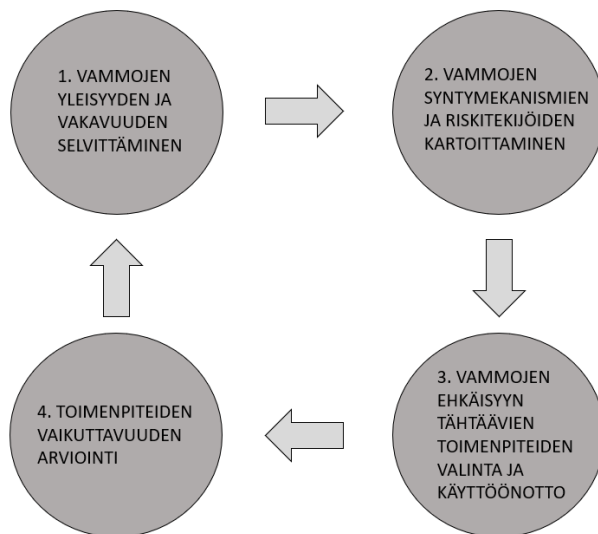 1. VAMMOJEN
YLEISYYDEN JA
VAKAVUUDEN
SELVITTÄMINEN
2. VAMMOJEN
SYNTYMEKANISMIEN
JA RISKITEKIJÖIDEN
KARTOITTAMINEN
3. VAMMOJEN
EHKÄISYYN
TÄHTÄÄVIEN
TOIMENPITEIDEN
VALINTA JA
KÄYTTÖÖNOTTO
4. TOIMENPITEIDEN
VAIKUTTAVUUDEN
ARVIOINTI